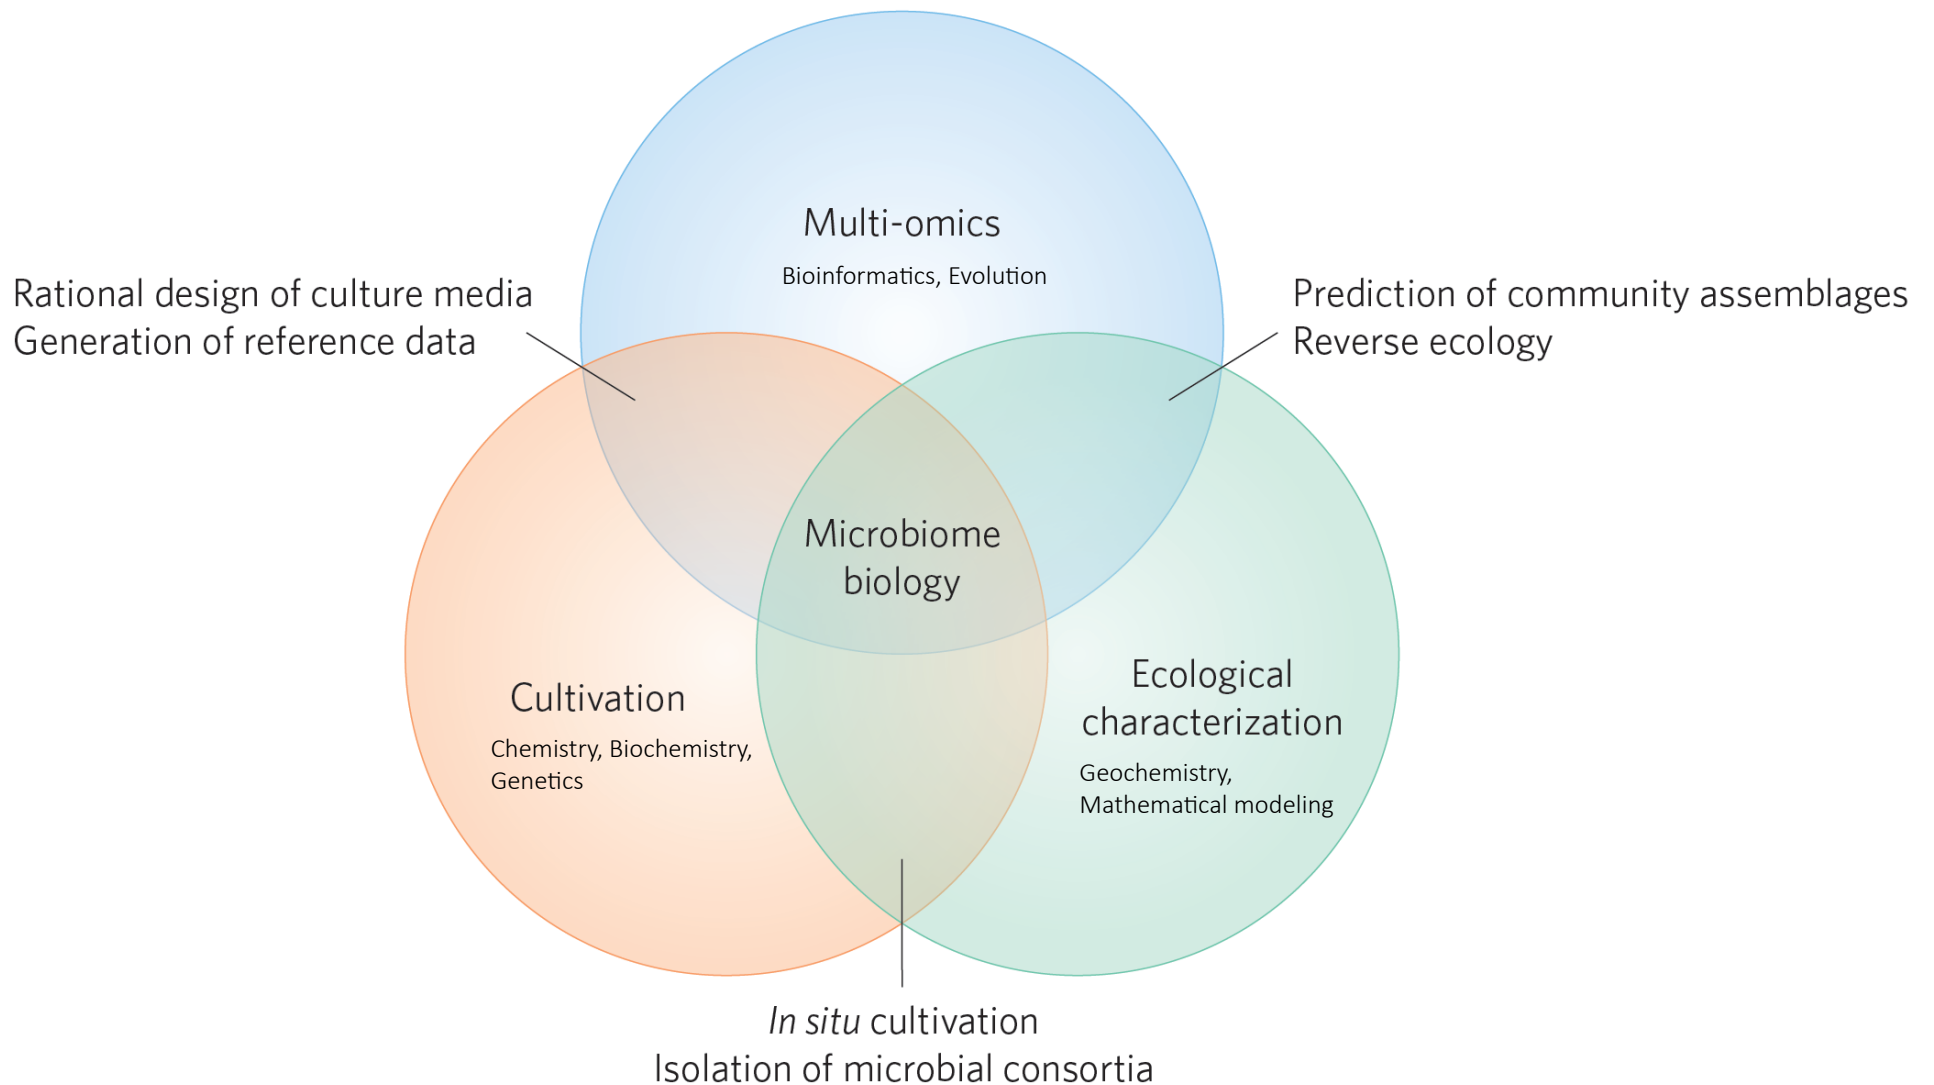 Multi-omics
Bioinformatics, Evolution
Rational design of culture media
Generation of reference data
Prediction of community assemblages
Reverse ecology
Microbiome
biology
Cultivation
Chemistry, Biochemistry,
Genetics
Ecological
characterization
Geochemistry,
Mathematical modeling
In situ cultivation
Isolation of microbial consortia